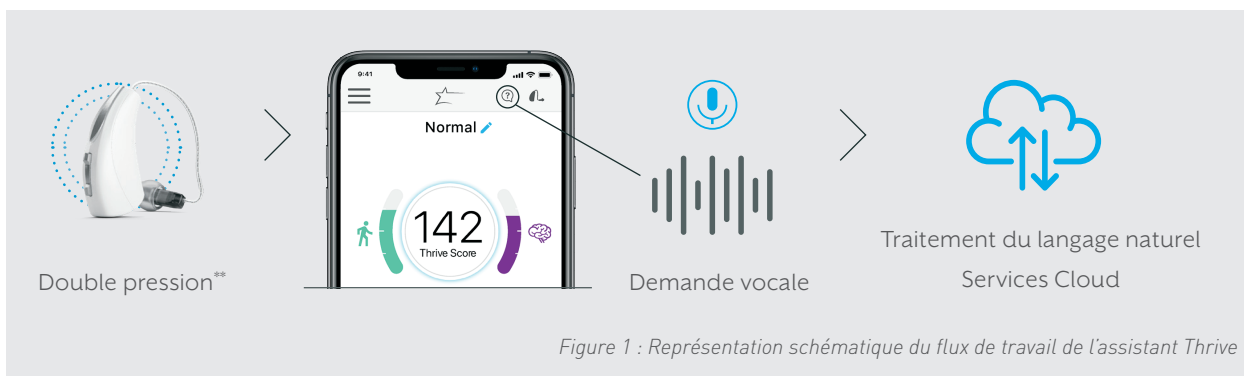 9:41
Normal
142
Thrive Score
Double pression**
Demande vocale
Traitement du langage naturel
Services Cloud
Figure 1 : Représentation schématique du flux de travail de l'assistant Thrive